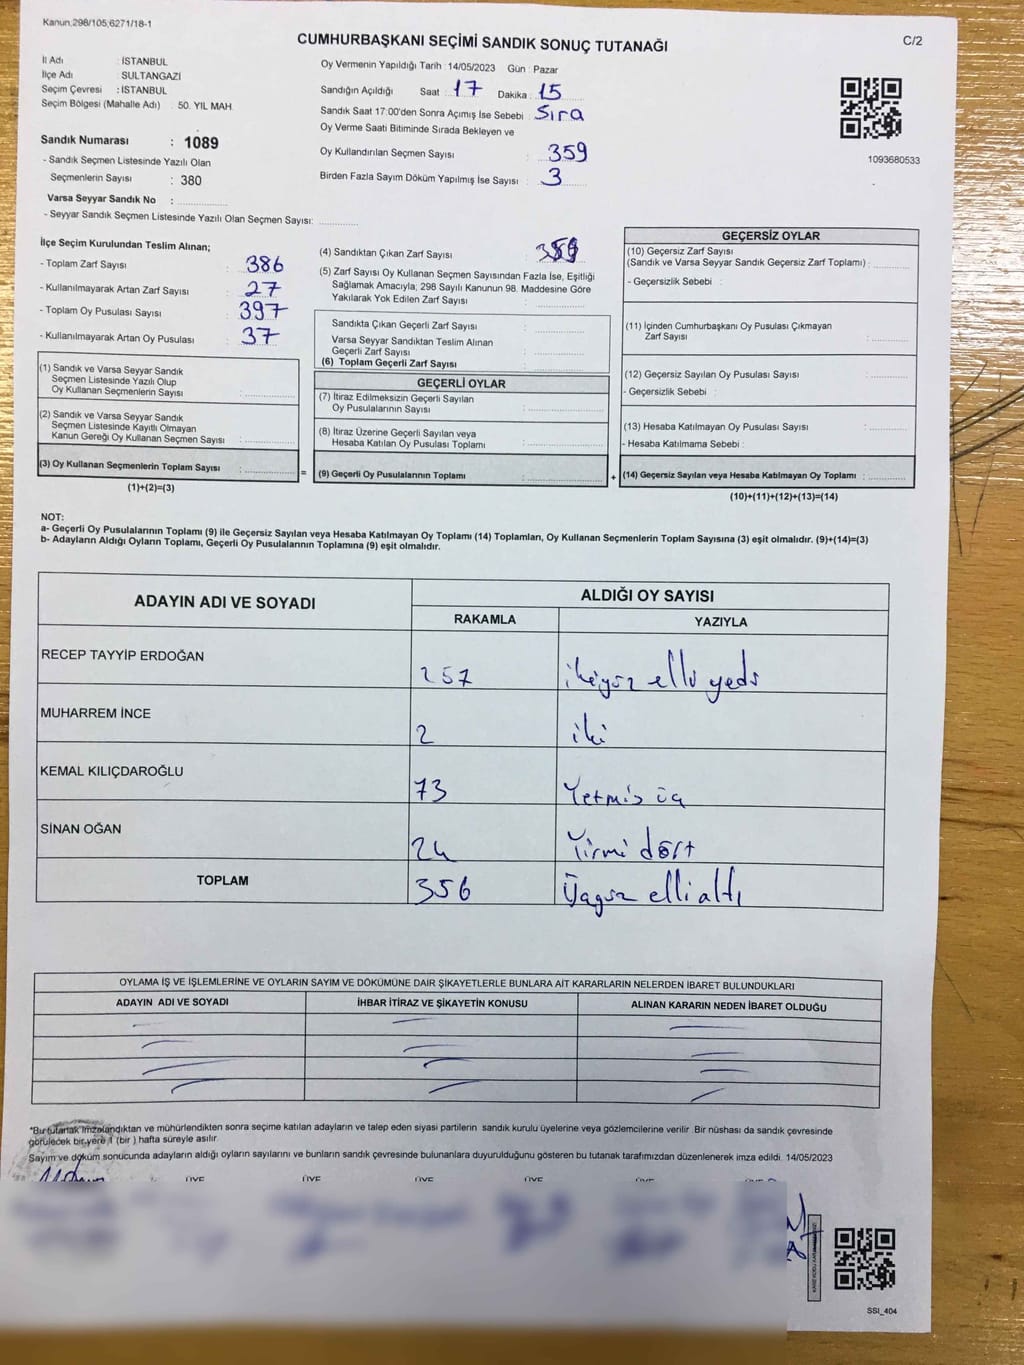 Kanun;298/105;6271/18-1
CUMHURBAŞKANI SEÇİMİ SANDIK SONUÇ TUTANAĞI
C/2
İl Adı : İSTANBUL
İlçe Adı : SULTANGAZİ
Seçim Çevresi : İSTANBUL
Seçim Bölgesi (Mahalle Adı) : 50. YIL MAH.
Sandık Numarası : 1089
- Sandık Seçmen Listesinde Yazılı Olan
Seçmenlerin Sayısı : 380
Varsa Seyyar Sandık No :
- Seyyar Sandık Seçmen Listesinde Yazılı Olan Seçmen Sayısı:
Oy Vermenin Yapıldığı Tarih : 14/05/2023 Gün : Pazar
Sandığın Açıldığı Saat : 17 Dakika : 15
Sandık Saat 17:00'den Sonra Açımış İse Sebebi : Sıra
Oy Verme Saati Bitiminde Sırada Bekleyen ve
Oy Kullandırılan Seçmen Sayısı : 359
Birden Fazla Sayım Döküm Yapılmış İse Sayısı : 3
1093680533
İlçe Seçim Kurulundan Teslim Alınan;
- Toplam Zarf Sayısı : 386
- Kullanılmayarak Artan Zarf Sayısı : 27
- Toplam Oy Pusulası Sayısı : 397
- Kullanılmayarak Artan Oy Pusulası : 37
(1) Sandık ve Varsa Seyyar Sandık
Seçmen Listesinde Yazılı Olup
Oy Kullanan Seçmenlerin Sayısı :
(2) Sandık ve Varsa Seyyar Sandık
Seçmen Listesinde Kayıtlı Olmayan
Kanun Gereği Oy Kullanan Seçmen Sayısı :
(3) Oy Kullanan Seçmenlerin Toplam Sayısı :
(1)+(2)=(3)
(4) Sandıktan Çıkan Zarf Sayısı : 359
(5) Zarf Sayısı Oy Kullanan Seçmen Sayısından Fazla İse, Eşitliği
Sağlamak Amacıyla; 298 Sayılı Kanunun 98. Maddesine Göre
Yakılarak Yok Edilen Zarf Sayısı :
Sandıkta Çıkan Geçerli Zarf Sayısı :
Varsa Seyyar Sandıktan Teslim Alınan
Geçerli Zarf Sayısı :
(6) Toplam Geçerli Zarf Sayısı :
GEÇERLİ OYLAR
(7) İtiraz Edilmeksizin Geçerli Sayılan
Oy Pusulalarının Sayısı :
(8) İtiraz Üzerine Geçerli Sayılan veya
Hesaba Katılan Oy Pusulası Toplamı :
=
(9) Geçerli Oy Pusulalarının Toplamı :
+
GEÇERSİZ OYLAR
(10) Geçersiz Zarf Sayısı
(Sandık ve Varsa Seyyar Sandık Geçersiz Zarf Toplamı) :
- Geçersizlik Sebebi :
(11) İçinden Cumhurbaşkanı Oy Pusulası Çıkmayan
Zarf Sayısı :
(12) Geçersiz Sayılan Oy Pusulası Sayısı :
- Geçersizlik Sebebi :
(13) Hesaba Katılmayan Oy Pusulası Sayısı :
- Hesaba Katılmama Sebebi :
(14) Geçersiz Sayılan veya Hesaba Katılmayan Oy Toplamı :
(10)+(11)+(12)+(13)=(14)
NOT:
a- Geçerli Oy Pusulalarının Toplamı (9) ile Geçersiz Sayılan veya Hesaba Katılmayan Oy Toplamı (14) Toplamları, Oy Kullanan Seçmenlerin Toplam Sayısına (3) eşit olmalıdır. (9)+(14)=(3)
b- Adayların Aldığı Oyların Toplamı, Geçerli Oy Pusulalarının Toplamına (9) eşit olmalıdır.
ADAYIN ADI VE SOYADI
ALDIĞI OY SAYISI
RAKAMLA YAZIYLA
RECEP TAYYİP ERDOĞAN 257 ikiyüz elli yedi
MUHARREM İNCE 2 iki
KEMAL KILIÇDAROĞLU 73 Yetmiş üç
SİNAN OĞAN 24 Yirmi dört
TOPLAM 356 Üçyüz elli altı
OYLAMA İŞ VE İŞLEMLERİNE VE OYLARIN SAYIM VE DÖKÜMÜNE DAİR ŞİKAYETLERLE BUNLARA AİT KARARLARIN NELERDEN İBARET BULUNDUKLARI
ADAYIN ADI VE SOYADI İHBAR İTİRAZ VE ŞİKAYETİN KONUSU ALINAN KARARIN NEDEN İBARET OLDUĞU
*Bu tutanak imzalandıktan ve mühürlendikten sonra seçime katılan adayların ve talep eden siyasi partilerin sandık kurulu üyelerine veya gözlemcilerine verilir. Bir nüshası da sandık çevresinde
görülecek bir yere 1 (bir ) hafta süreyle asılır.
Sayım ve döküm sonucunda adayların aldığı oyların sayılarını ve bunların sandık çevresinde bulunanlara duyurulduğunu gösteren bu tutanak tarafımızdan düzenlenerek imza edildi. 14/05/2023
ÜYE ÜYE ÜYE ÜYE ÜYE
SSI_404